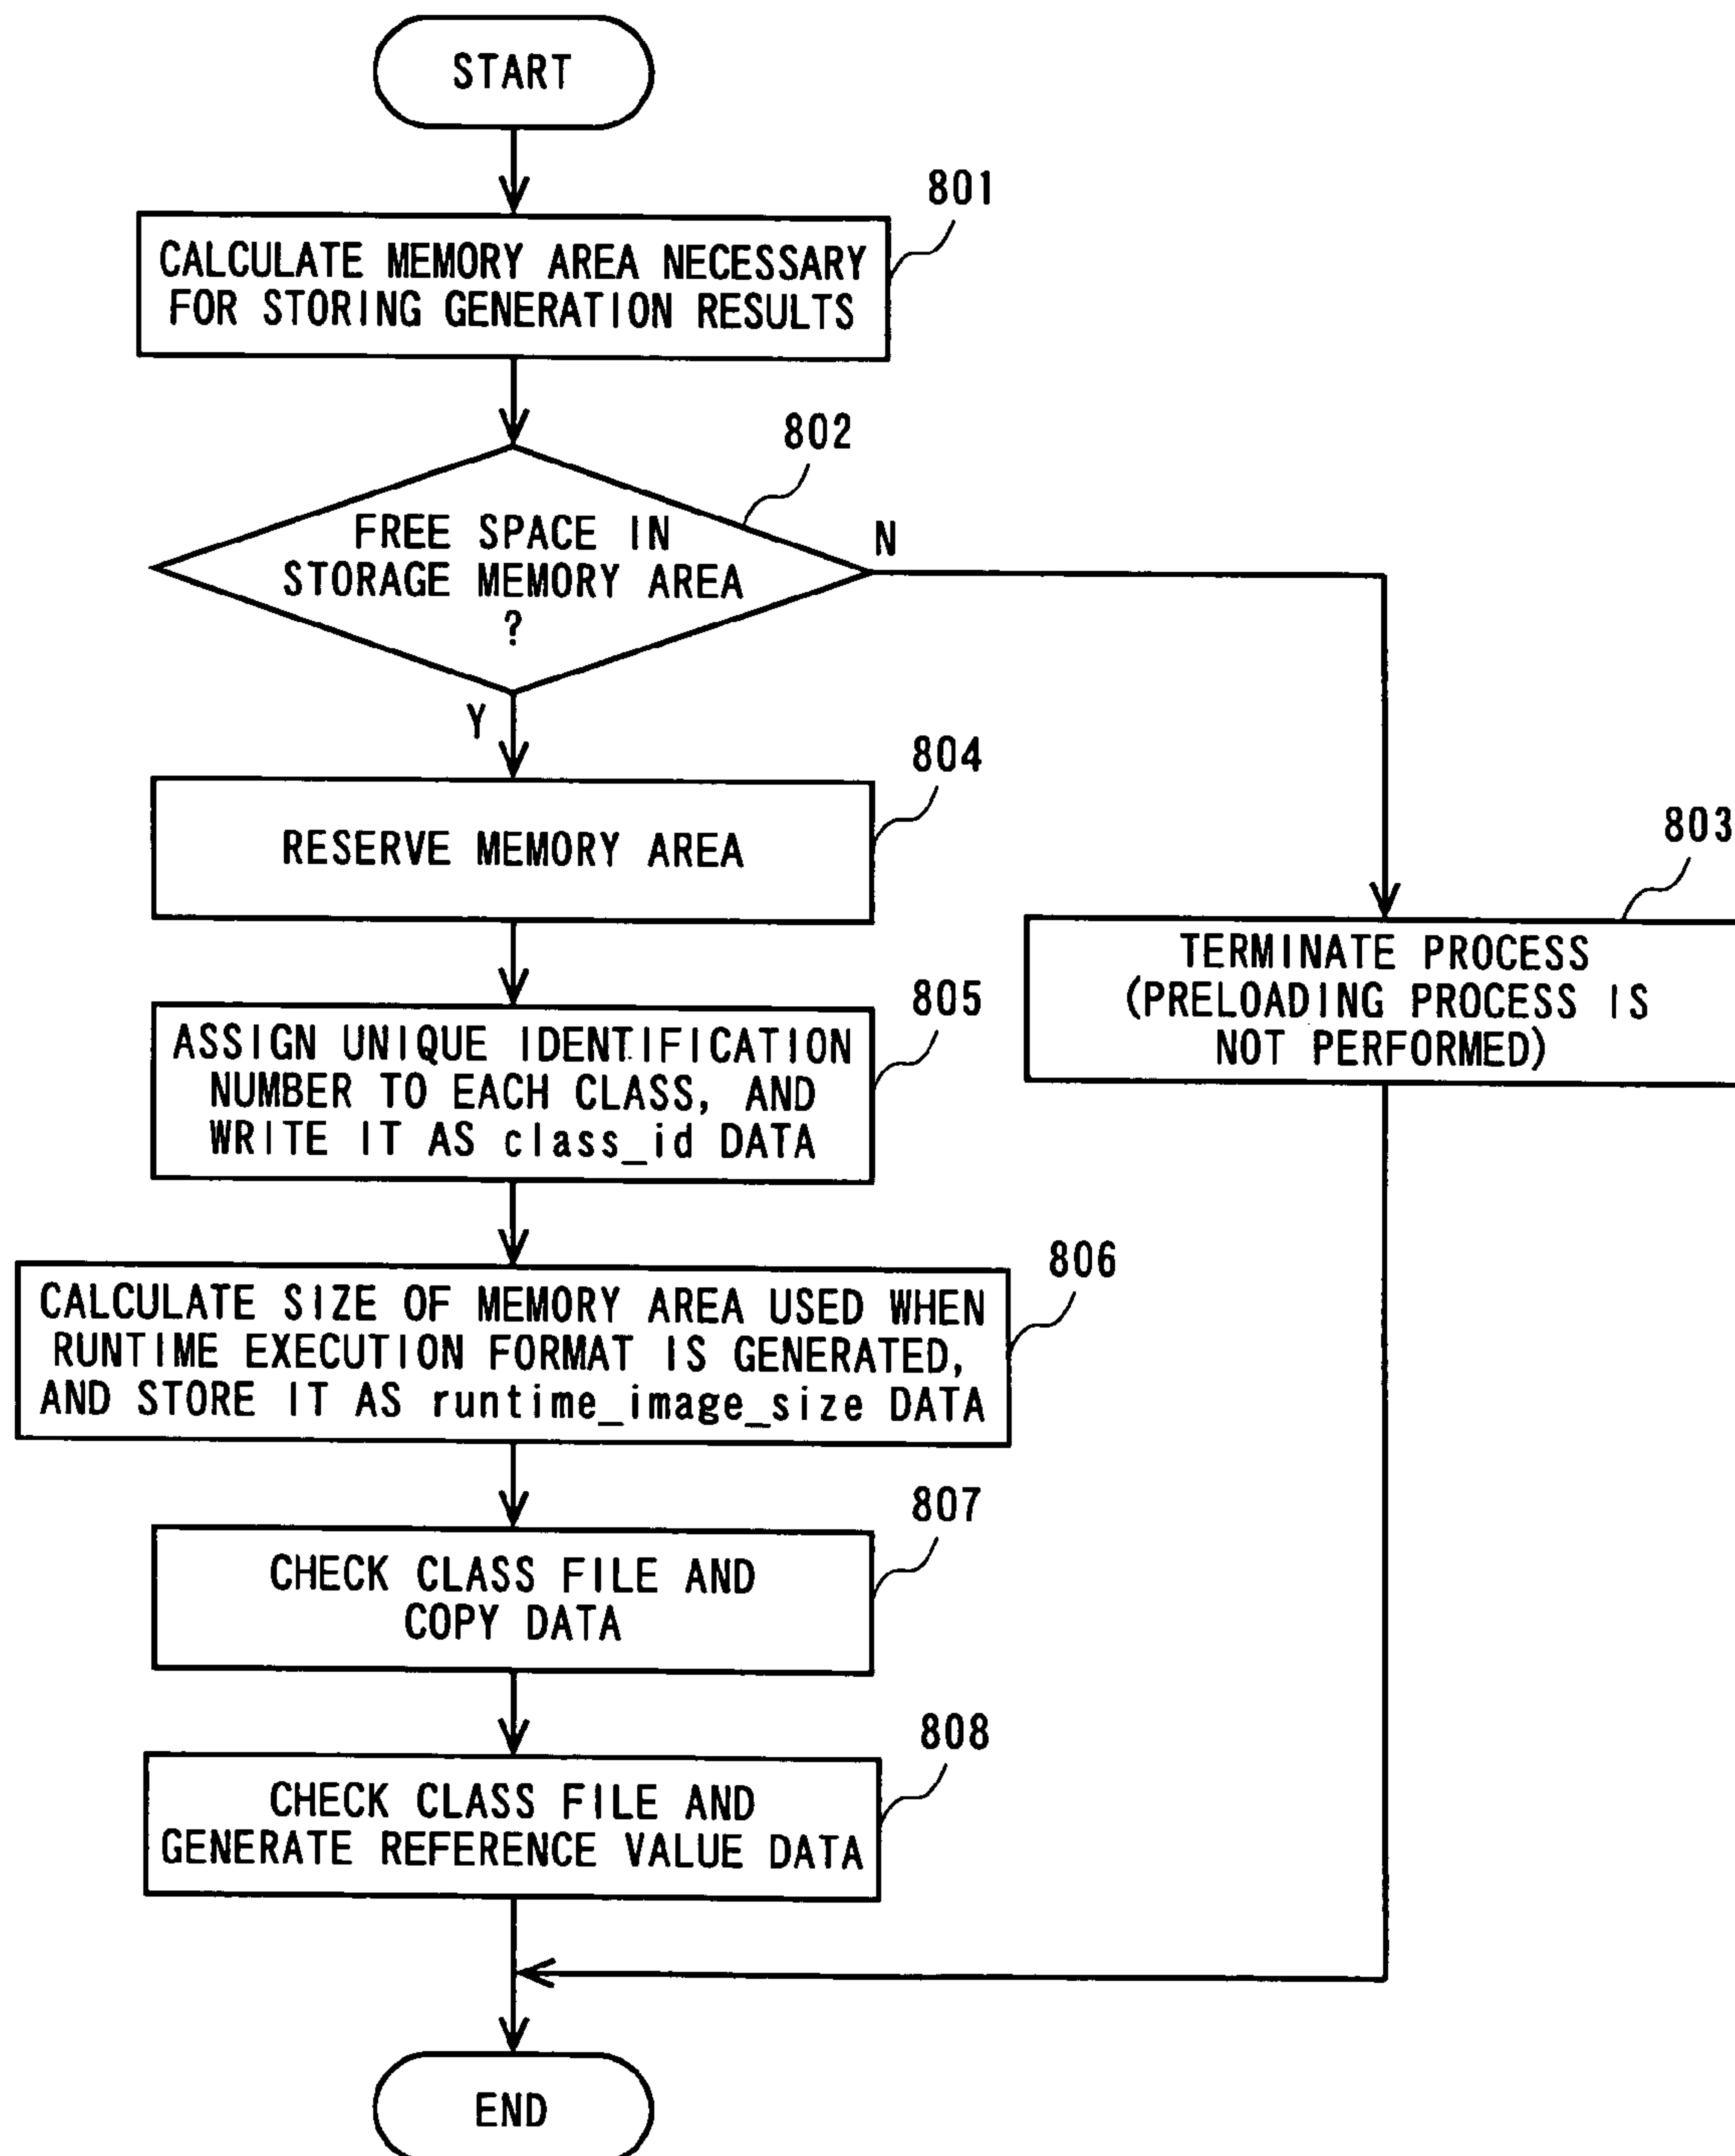 START
801
CALCULATE MEMORY AREA NECESSARY
FOR STORING GENERATION RESULTS
802
FREE SPACE IN
STORAGE MEMORY AREA
?
N
Y
804
RESERVE MEMORY AREA
803
TERMINATE PROCESS
(PRELOADING PROCESS IS
NOT PERFORMED)
805
ASSIGN UNIQUE IDENTIFICATION
NUMBER TO EACH CLASS, AND
WRITE IT AS class_id DATA
806
CALCULATE SIZE OF MEMORY AREA USED WHEN
RUNTIME EXECUTION FORMAT IS GENERATED,
AND STORE IT AS runtime_image_size DATA
807
CHECK CLASS FILE AND
COPY DATA
808
CHECK CLASS FILE AND
GENERATE REFERENCE VALUE DATA
END